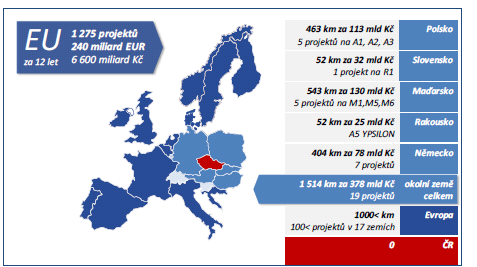 EU
za 12 let
1 275 projektů
240 miliard EUR
6 600 miliard Kč
463 km za 113 mld Kč
5 projektů na A1, A2, A3
Polsko
52 km za 32 mld Kč
1 projekt na R1
Slovensko
543 km za 130 mld Kč
5 projektů na M1,M5,M6
Maďarsko
52 km za 25 mld Kč
A5 YPSILON
Rakousko
404 km za 78 mld Kč
7 projektů
Německo
1 514 km za 378 mld Kč
19 projektů
okolní země
celkem
1000< km
100< projektů v 17 zemích
Evropa
0
ČR